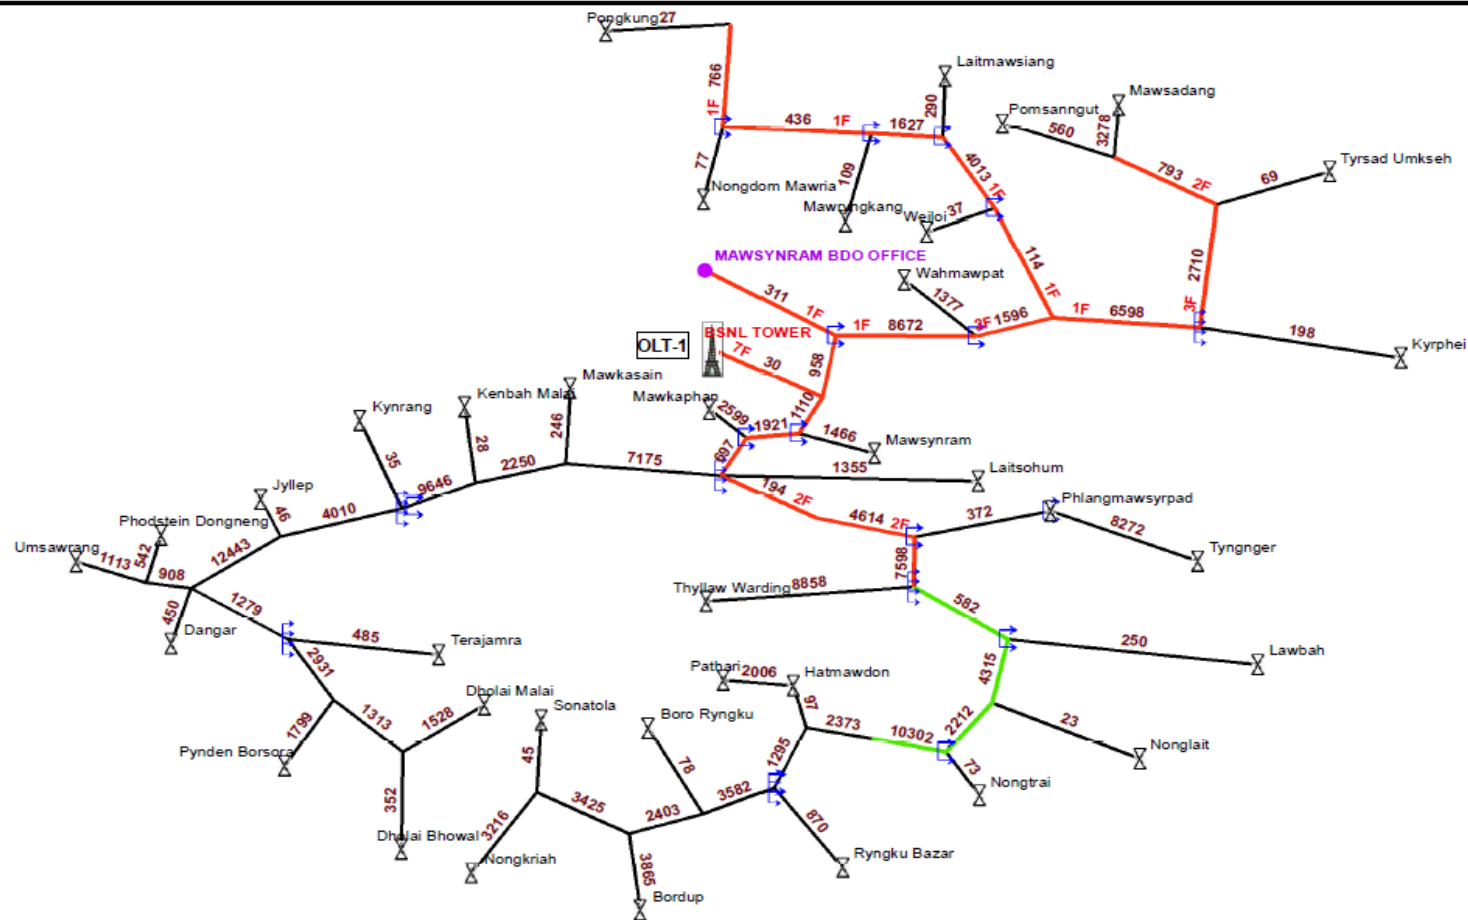 Pongkung 27
766
1F
436 1F 1627
77
Nongdom Mawria
109
Mawryngkang
Laitmawsiang
290
4013
1F
Weiloi 37
114
1F
Pomsanngut
560
Mawsadang
3278
793 2F
69
Tyrsad Umkseh
2710
3F
198
Kyrphei
MAWSYNRAM BDO OFFICE
311
1F
1F 8672
Wahmawpat
1377
3F 1596
1F 6598
OLT-1
BSNL TOWER
7F
30
958
1110
Mawkaphan
2599
1921
1466
Mawsynram
697
1355
Laitsohum
194 2F
4614 2F
372
Phlangmawsyrpad
8272
Tyngnger
7598
Thyllaw Warding 8858
582
250
Lawbah
4315
23
Nonglait
2212
73
Nongtrai
10302
2373
97
Hatmawdon
Pathari 2006
1295
870
Ryngku Bazar
3582
78
Boro Ryngku
2403
3865
Bordup
3425
45
Sonatola
3216
Nongkriah
7175
246
Mawkasain
2250
28
Kenbah Malai
9646
35
Kynrang
4010
46
Jyllep
12443
Phodstein Dongneng
542
Umsawrang
1113
908
450
Dangar
1279
485
Terajamra
2931
1799
Pynden Borsora
1313
1528
Dholai Malai
352
Dholai Bhowal